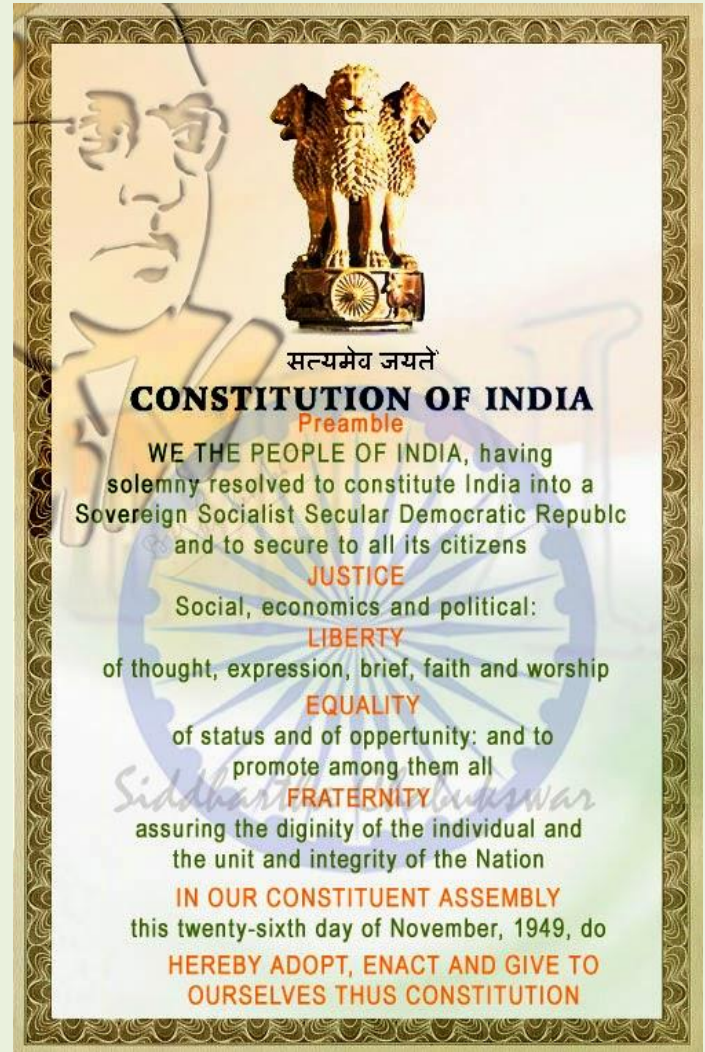 सत्यमेव जयते
CONSTITUTION OF INDIA
Preamble
WE THE PEOPLE OF INDIA, having
solemny resolved to constitute India into a
Sovereign Socialist Secular Democratic Republc
and to secure to all its citizens
JUSTICE
Social, economics and political:
LIBERTY
of thought, expression, brief, faith and worship
EQUALITY
of status and of oppertunity: and to
promote among them all
Siddhartha
FRATERNITY
assuring the diginity of the individual and
the unit and integrity of the Nation
IN OUR CONSTITUENT ASSEMBLY
this twenty-sixth day of November, 1949, do
HEREBY ADOPT, ENACT AND GIVE TO
OURSELVES THUS CONSTITUTION